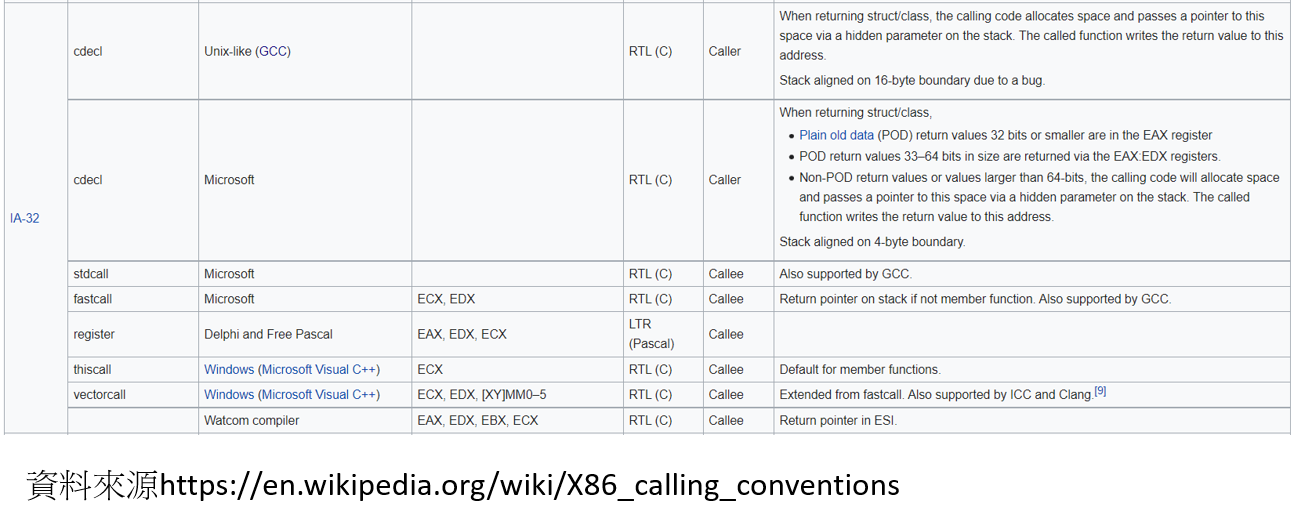 When returning struct/class, the calling code allocates space and passes a pointer to this
cdecl Unix-like (GCC) RTL (C) Caller space via a hidden parameter on the stack. The called function writes the return value to this
address.
Stack aligned on 16-byte boundary due to a bug.
When returning struct/class,
• Plain old data (POD) return values 32 bits or smaller are in the EAX register
• POD return values 33–64 bits in size are returned via the EAX:EDX registers.
cdecl Microsoft RTL (C) Caller • Non-POD return values or values larger than 64-bits, the calling code will allocate space
and passes a pointer to this space via a hidden parameter on the stack. The called
IA-32 function writes the return value to this address.
Stack aligned on 4-byte boundary.
stdcall Microsoft RTL (C) Callee Also supported by GCC.
fastcall Microsoft ECX, EDX RTL (C) Callee Return pointer on stack if not member function. Also supported by GCC.
register Delphi and Free Pascal EAX, EDX, ECX LTR
(Pascal) Callee
thiscall Windows (Microsoft Visual C++) ECX RTL (C) Callee Default for member functions.
vectorcall Windows (Microsoft Visual C++) ECX, EDX, [XY]MM0–5 RTL (C) Callee Extended from fastcall. Also supported by ICC and Clang.[9]
Watcom compiler EAX, EDX, EBX, ECX RTL (C) Callee Return pointer in ESI.
資料來源https://en.wikipedia.org/wiki/X86_calling_conventions